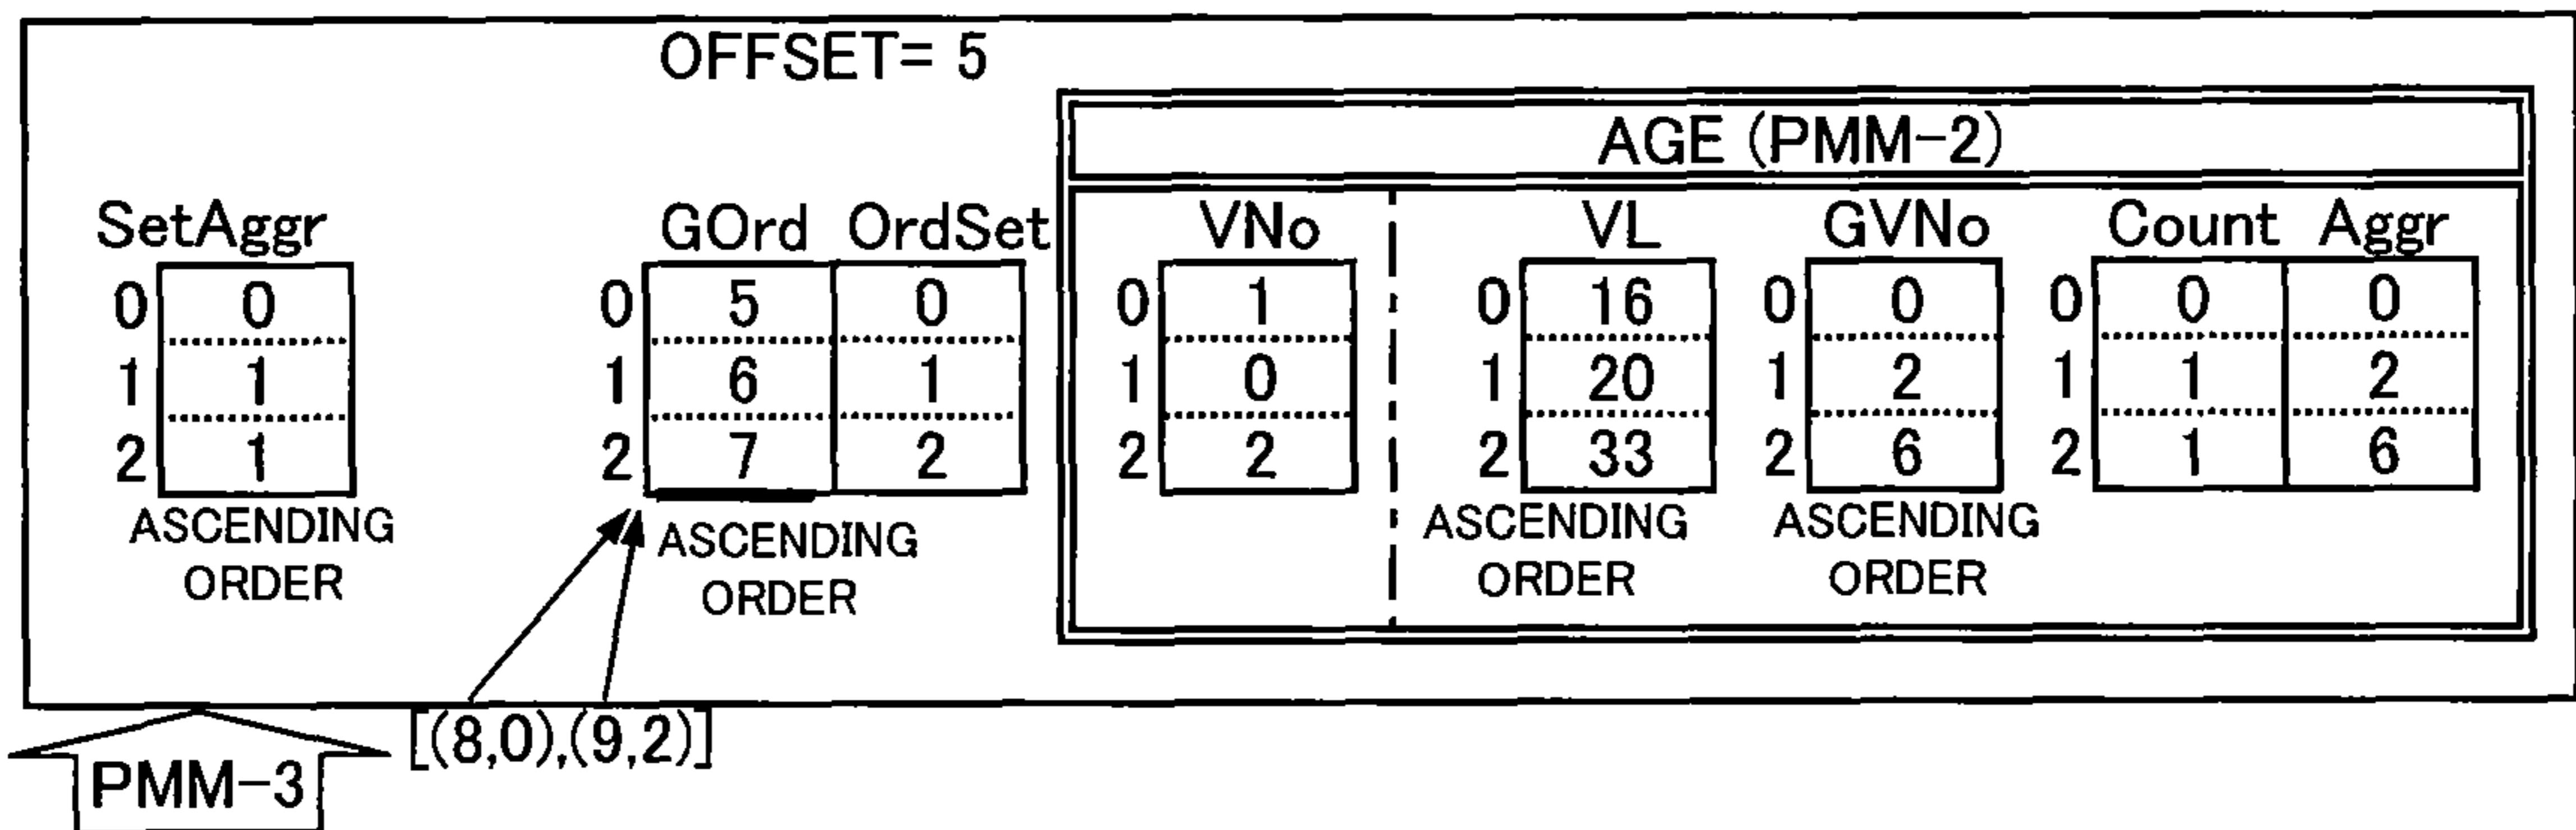 OFFSET= 5
AGE (PMM-2)
SetAggr GOrd OrdSet VNo VL GVNo Count Aggr
0 0 0 5 0 0 1 0 16 0 0 0 0 0
1 1 1 6 1 1 0 1 20 1 2 1 1 2
2 1 2 7 2 2 2 2 33 2 6 2 1 6
ASCENDING ORDER ASCENDING ORDER ASCENDING ORDER ASCENDING ORDER
[(8,0),(9,2)]
PMM-3